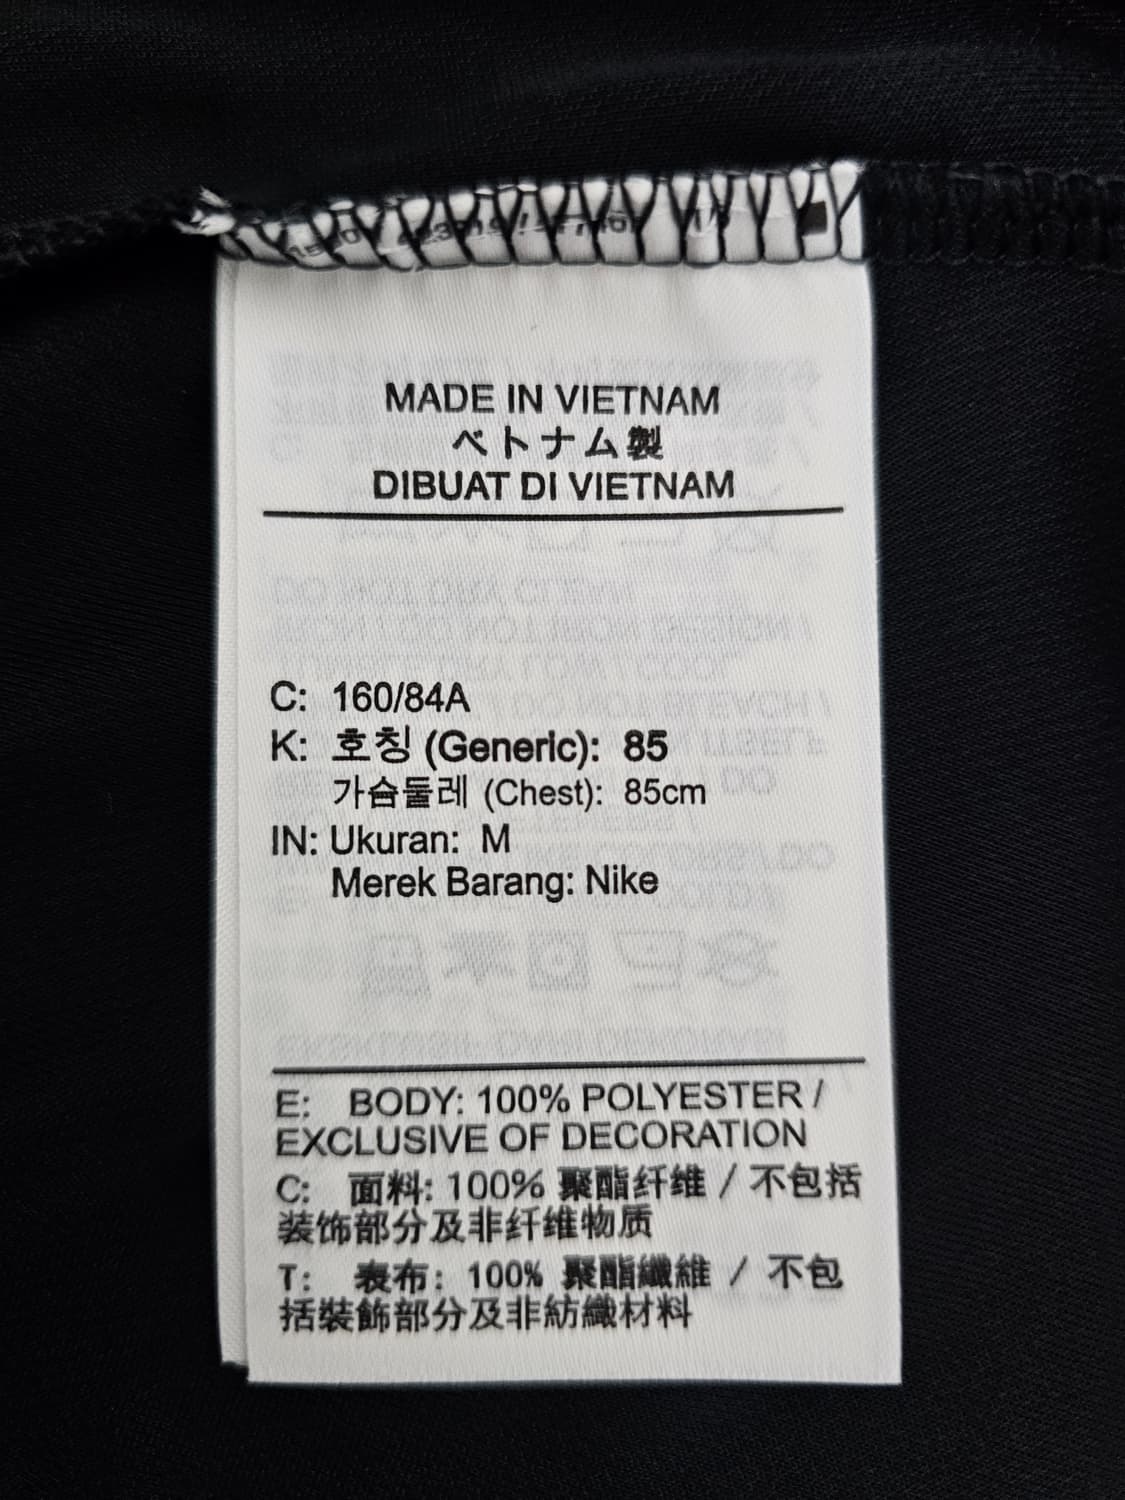 MADE IN VIETNAM
ベトナム製
DIBUAT DI VIETNAM
C: 160/84A
K: 호칭 (Generic): 85
가슴둘레 (Chest): 85cm
IN: Ukuran: M
Merek Barang: Nike
E: BODY: 100% POLYESTER /
EXCLUSIVE OF DECORATION
C: 面料: 100% 聚酯纤维 / 不包括
装饰部分及非纤维物质
T: 表布: 100% 聚酯纖維 / 不包
括裝飾部分及非紡織材料